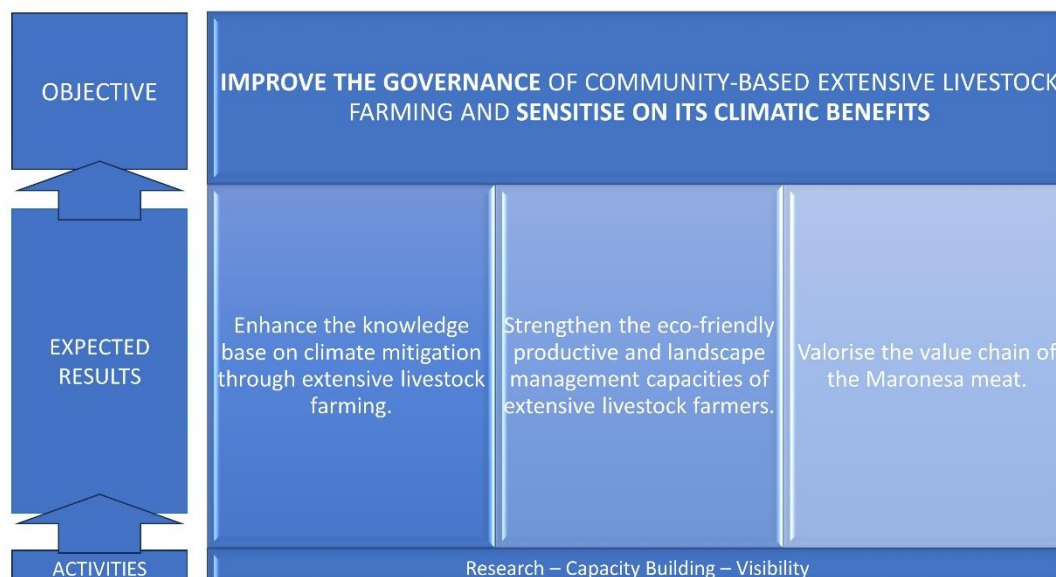 OBJECTIVE
IMPROVE THE GOVERNANCE OF COMMUNITY-BASED EXTENSIVE LIVESTOCK
FARMING AND SENSITISE ON ITS CLIMATIC BENEFITS
EXPECTED
RESULTS
Enhance the knowledge
base on climate mitigation
through extensive livestock
farming.
Strengthen the eco-friendly
productive and landscape
management capacities of
extensive livestock farmers.
Valorise the value chain of
the Maronesa meat.
ACTIVITIES
Research – Capacity Building – Visibility